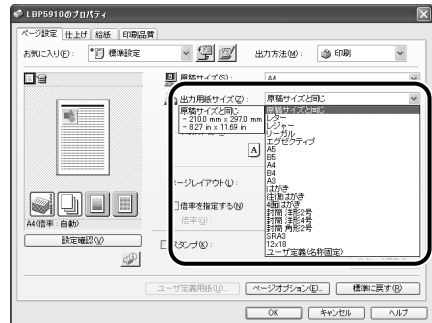 LBP5910のプロパティ
ページ設定 仕上げ 給紙 印刷品質
お気に入り(F): 標準設定 出力方法(M): 印刷
原稿サイズ(S): A4
出力用紙サイズ(Z): 原稿サイズと同じ
原稿サイズと同じ
- 210.0 mm x 297.0 mm
- 8.27 in x 11.69 in
原稿サイズと同じ
レター
レジャー
リーガル
エグゼクティブ
A5
B5
A4
B4
A3
はがき
往復はがき
4面はがき
封筒 洋形2号
封筒 洋形4号
封筒 角形2号
SRA3
12x18
ユーザ定義(名称固定)
A
ページレイアウト(L):
倍率を指定する(N)
倍率(G):
スタンプ(K):
A4(倍率: 自動)
設定確認(V)
ユーザ定義用紙(U)... ページオプション(E)... 標準に戻す(R)
OK キャンセル ヘルプ